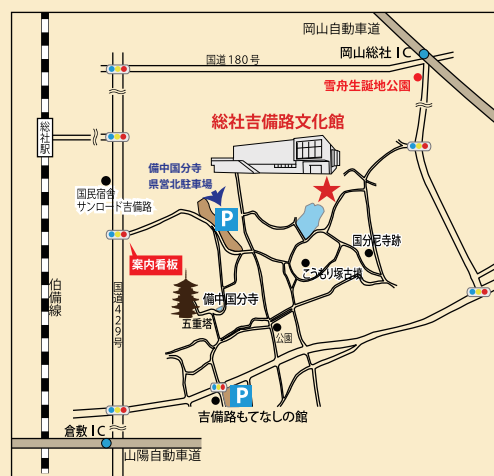 岡山自動車道
岡山総社IC
国道180号
雪舟生誕地公園
総社吉備路文化館
総社駅
備中国分寺
県営北駐車場
国民宿舎
サンロード吉備路
P
国分尼寺跡
案内看板
こうもり塚古墳
伯備線
国道429号
備中国分寺
五重塔
公園
P
吉備路もてなしの館
倉敷IC
山陽自動車道